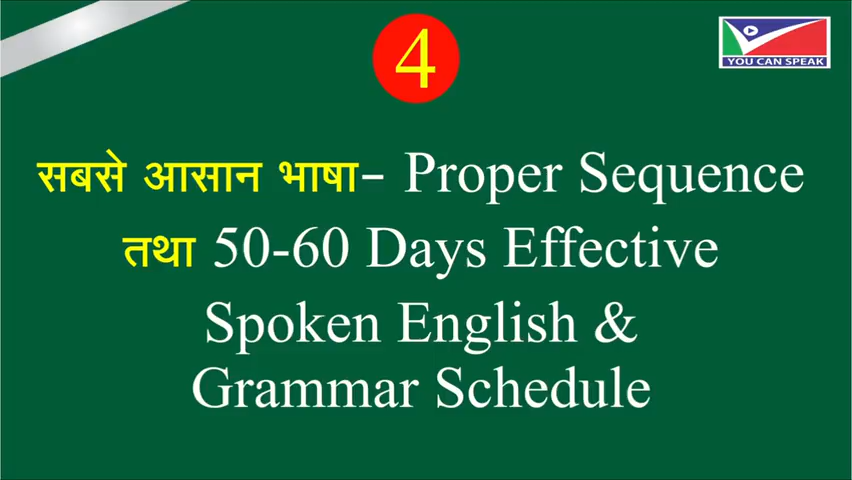 4
YOU CAN SPEAK
सबसे आसान भाषा– Proper Sequence
तथा 50-60 Days Effective
Spoken English &
Grammar Schedule